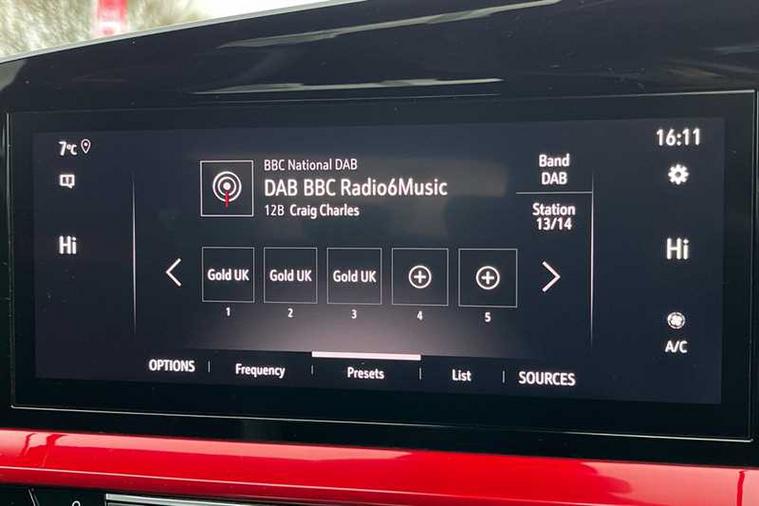 7°C
16:11
BBC National DAB
DAB BBC Radio6Music
12B Craig Charles
Band
DAB
Station
13/14
Hi
Hi
Gold UK
Gold UK
Gold UK
1
2
3
4
5
A/C
OPTIONS
Frequency
Presets
List
SOURCES